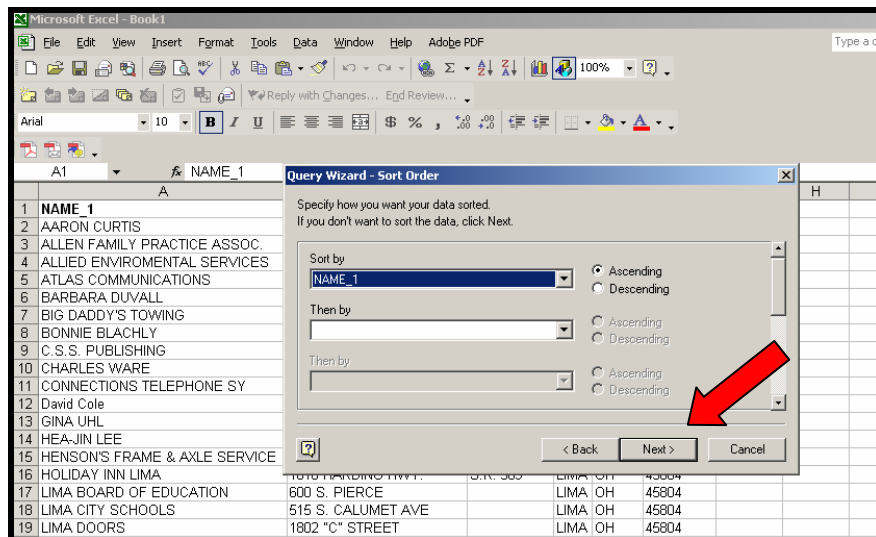 Microsoft Excel - Book1
File Edit View Insert Format Tools Data Window Help Adobe PDF Type a q
100%
Reply with Changes... End Review...
Arial 10 B I U $ % ,
A1 fx NAME_1
A H
Query Wizard - Sort Order
Specify how you want your data sorted.
If you don't want to sort the data, click Next.
Sort by
NAME_1
Ascending
Descending
Then by
Ascending
Descending
Then by
Ascending
Descending
< Back Next > Cancel
1 NAME_1
2 AARON CURTIS
3 ALLEN FAMILY PRACTICE ASSOC.
4 ALLIED ENVIROMENTAL SERVICES
5 ATLAS COMMUNICATIONS
6 BARBARA DUVALL
7 BIG DADDY'S TOWING
8 BONNIE BLACHLY
9 C.S.S. PUBLISHING
10 CHARLES WARE
11 CONNECTIONS TELEPHONE SY
12 David Cole
13 GINA UHL
14 HEA-JIN LEE
15 HENSON'S FRAME & AXLE SERVICE
16 HOLIDAY INN LIMA HARDING HWY. LIMA OH 45804
17 LIMA BOARD OF EDUCATION 600 S. PIERCE LIMA OH 45804
18 LIMA CITY SCHOOLS 515 S. CALUMET AVE LIMA OH 45804
19 LIMA DOORS 1802 "C" STREET LIMA OH 45804